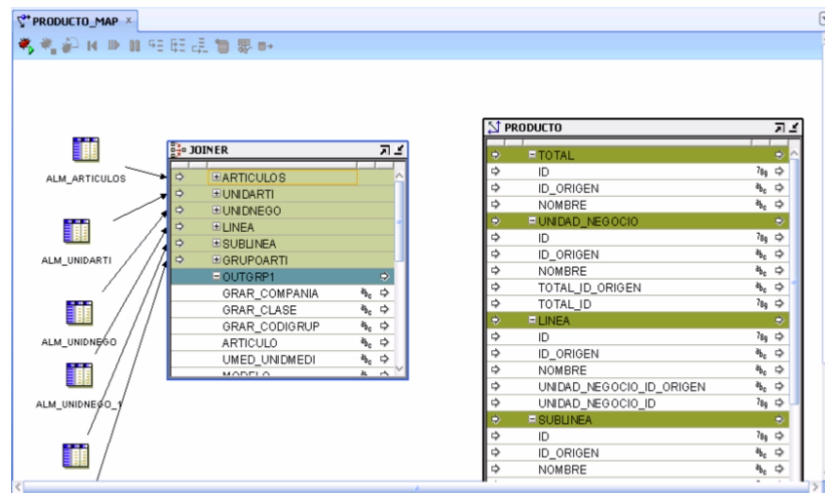 PRODUCTO_MAP
ALM_ARTICULOS
ALM_UNIDARTI
ALM_UNIDNEGO
ALM_UNIDNEGO_1
JOINER
ARTICULOS
UNIDARTI
UNIDNEGO
LINEA
SUBLINEA
GRUPOARTI
OUTGRP1
GRAR_COMPANIA
GRAR_CLASE
GRAR_CODIGRUP
ARTICULO
UMED_UNIDMEDI
MODELO
PRODUCTO
TOTAL
ID
ID_ORIGEN
NOMBRE
UNIDAD_NEGOCIO
ID
ID_ORIGEN
NOMBRE
TOTAL_ID_ORIGEN
TOTAL_ID
LINEA
ID
ID_ORIGEN
NOMBRE
UNIDAD_NEGOCIO_ID_ORIGEN
UNIDAD_NEGOCIO_ID
SUBLINEA
ID
ID_ORIGEN
NOMBRE